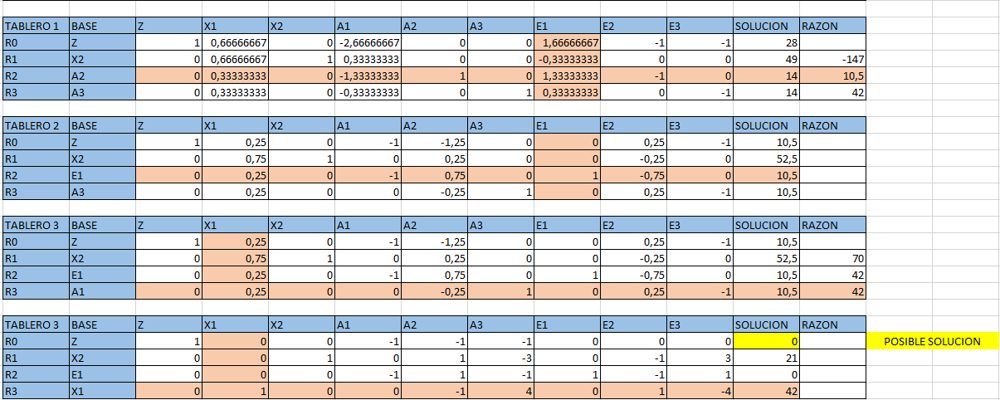 TABLERO 1 BASE Z X1 X2 A1 A2 A3 E1 E2 E3 SOLUCION RAZON
R0 Z 1 0,66666667 0 -2,66666667 0 0 1,66666667 -1 -1 28
R1 X2 0 0,66666667 1 0,33333333 0 0 -0,33333333 0 0 49 -147
R2 A2 0 0,33333333 0 -1,33333333 1 0 1,33333333 -1 0 14 10,5
R3 A3 0 0,33333333 0 -0,33333333 0 1 0,33333333 0 -1 14 42
TABLERO 2 BASE Z X1 X2 A1 A2 A3 E1 E2 E3 SOLUCION RAZON
R0 Z 1 0,25 0 -1 -1,25 0 0 0,25 -1 10,5
R1 X2 0 0,75 1 0 0,25 0 0 -0,25 0 52,5
R2 E1 0 0,25 0 -1 0,75 0 1 -0,75 0 10,5
R3 A3 0 0,25 0 0 -0,25 1 0 0,25 -1 10,5
TABLERO 3 BASE Z X1 X2 A1 A2 A3 E1 E2 E3 SOLUCION RAZON
R0 Z 1 0,25 0 -1 -1,25 0 0 0,25 -1 10,5
R1 X2 0 0,75 1 0 0,25 0 0 -0,25 0 52,5 70
R2 E1 0 0,25 0 -1 0,75 0 1 -0,75 0 10,5 42
R3 A1 0 0,25 0 0 -0,25 1 0 0,25 -1 10,5 42
TABLERO 3 BASE Z X1 X2 A1 A2 A3 E1 E2 E3 SOLUCION RAZON
R0 Z 1 0 0 -1 -1 -1 0 0 0 0 POSIBLE SOLUCION
R1 X2 0 0 1 0 1 -3 0 -1 3 21
R2 E1 0 0 0 -1 1 -1 1 -1 1 0
R3 X1 0 1 0 0 -1 4 0 1 -4 42